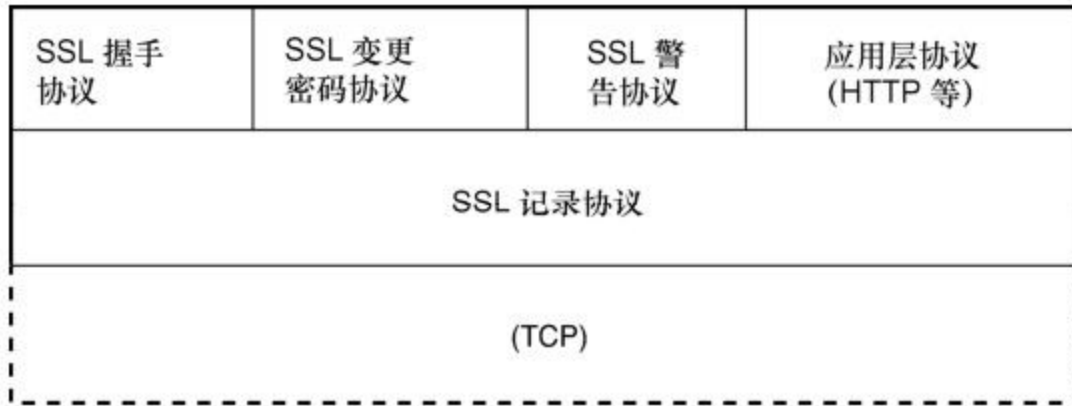 SSL 握手
协议
SSL 变更
密码协议
SSL 警
告协议
应用层协议
(HTTP 等)
SSL 记录协议
(TCP)